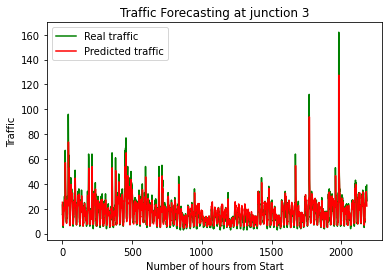 Traffic Forecasting at junction 3
Real traffic
Predicted traffic
160
140
120
100
80
60
40
20
0
Traffic
0 500 1000 1500 2000
Number of hours from Start